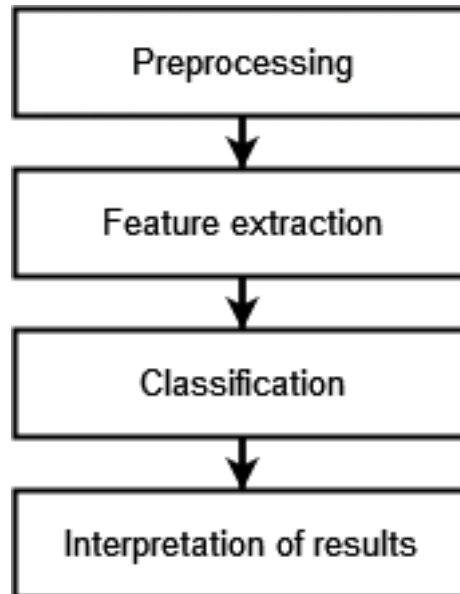 Preprocessing
Feature extraction
Classification
Interpretation of results